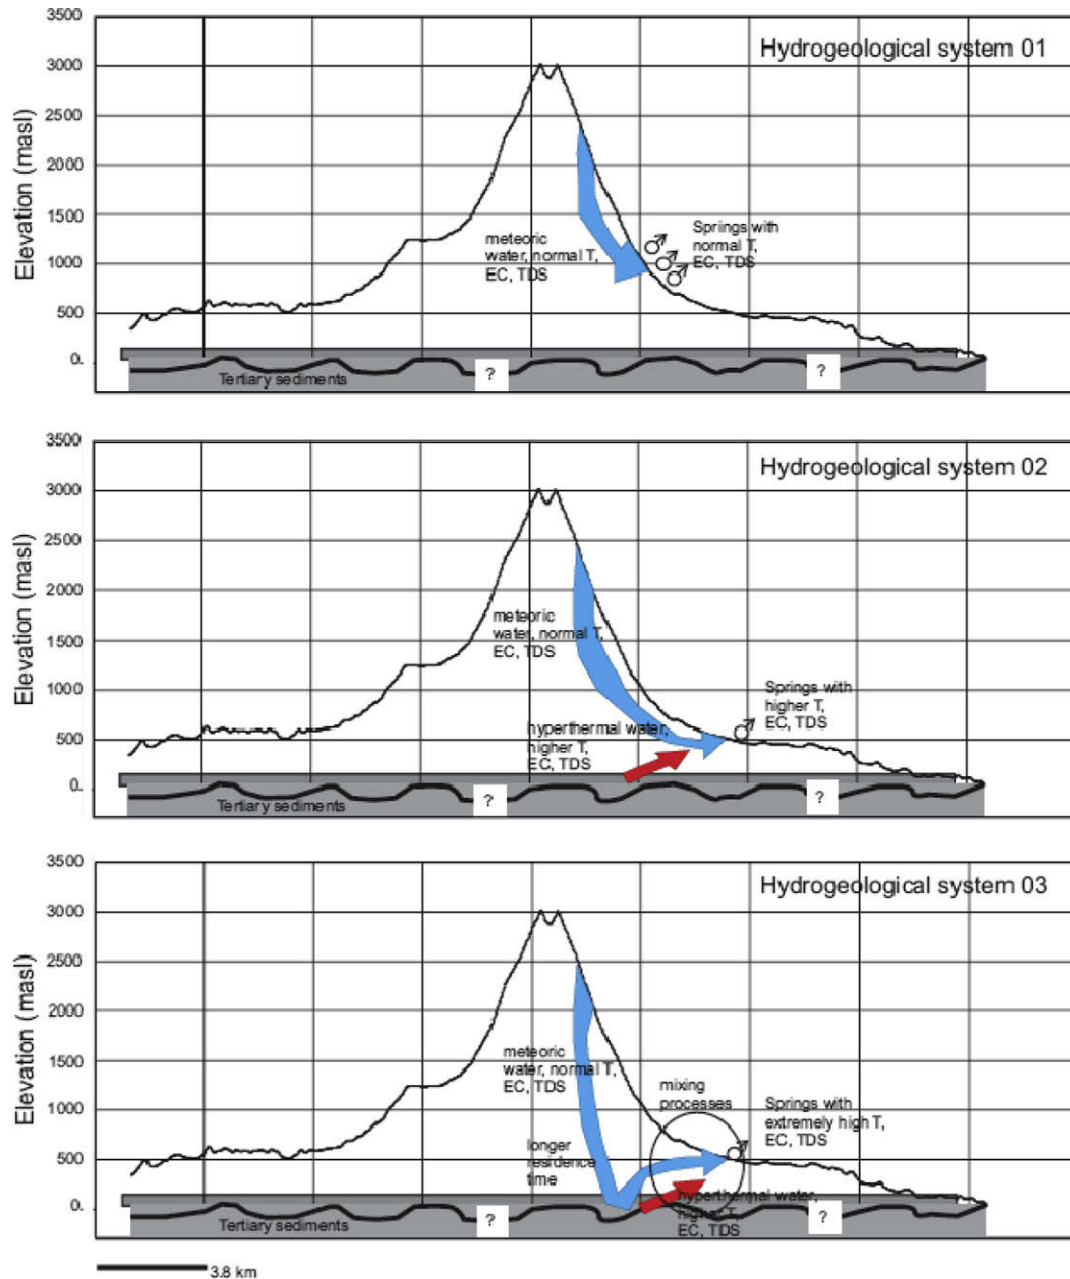 3500
Hydrogeological system 01
3000
2500
2000
1500
1000
500
0.
Elevation (masl)
meteoric
water, normal T,
EC, TDS
Springs with
normal T,
EC, TDS
Tertiary sediments
?
?
3500
Hydrogeological system 02
3000
2500
2000
1500
1000
500
0.
Elevation (masl)
meteoric
water, normal T,
EC, TDS
hyperthermal water,
higher T,
EC, TDS
Springs with
higher T,
EC, TDS
Tertiary sediments
?
?
3500
Hydrogeological system 03
3000
2500
2000
1500
1000
500
0.
Elevation (masl)
meteoric
water, normal T,
EC, TDS
mixing
processes
Springs with
extremely high T,
EC, TDS
longer
residence
time
hyperthermal water,
higher T,
EC, TDS
Tertiary sediments
?
?
3.8 km